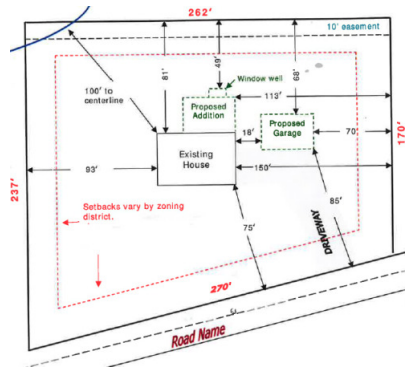 262'
10' easement
100' to
centerline
81'
49'
68'
Window well
113'
Proposed
Addition
Proposed
Garage
18'
70'
170'
Existing
House
237'
93'
150'
Setbacks vary by zoning
district.
75'
85'
DRIVEWAY
270'
Road Name